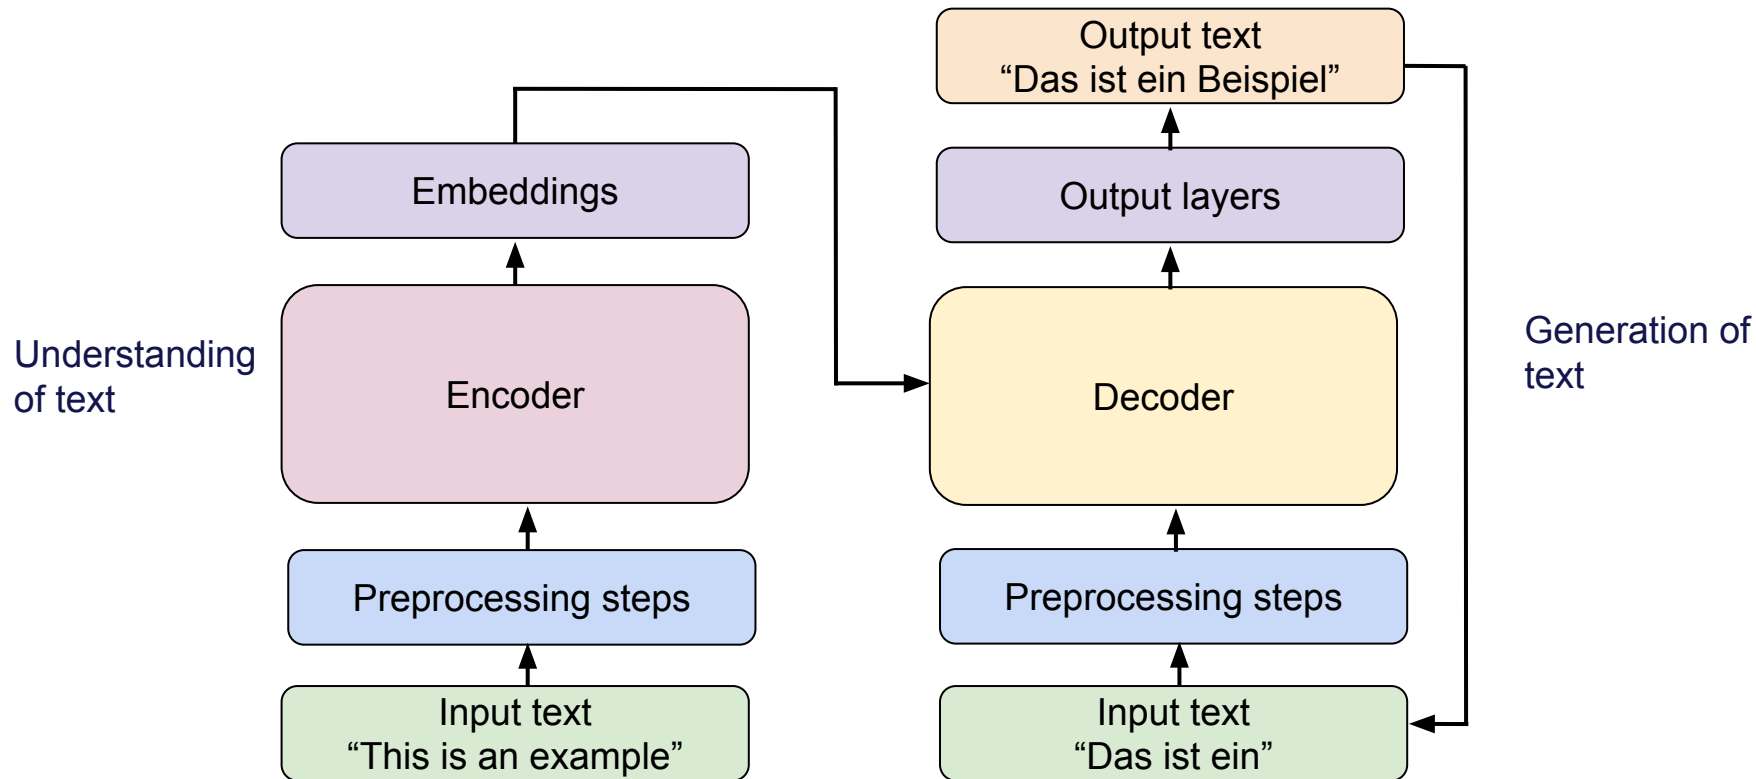 Understanding
of text
Embeddings
Encoder
Preprocessing steps
Input text
“This is an example”
Output text
“Das ist ein Beispiel”
Output layers
Decoder
Preprocessing steps
Input text
“Das ist ein”
Generation of
text